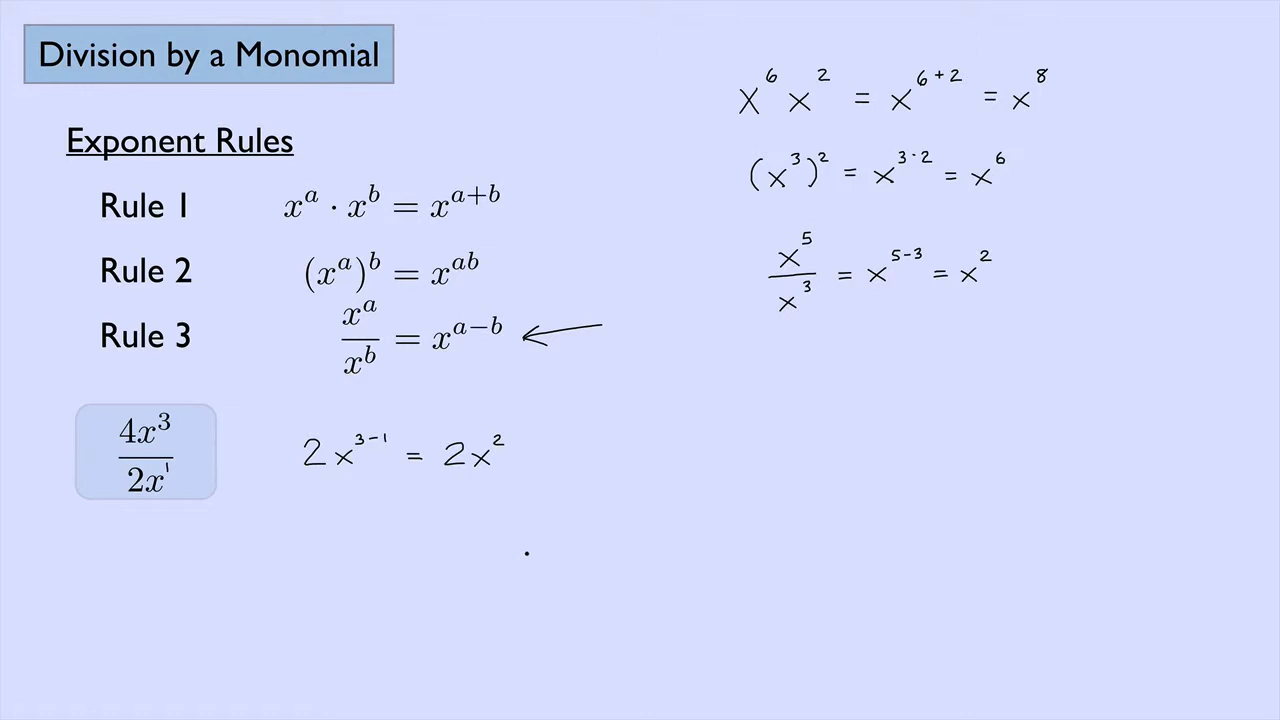 Division by a Monomial
Exponent Rules
Rule 1 x^a · x^b = x^{a+b}
Rule 2 (x^a)^b = x^{ab}
Rule 3 x^a / x^b = x^{a−b}
4x^3 / 2x^1 2x^{3-1} = 2x^2
x^6 x^2 = x^{6+2} = x^8
(x^3)^2 = x^{3·2} = x^6
x^5 / x^3 = x^{5-3} = x^2